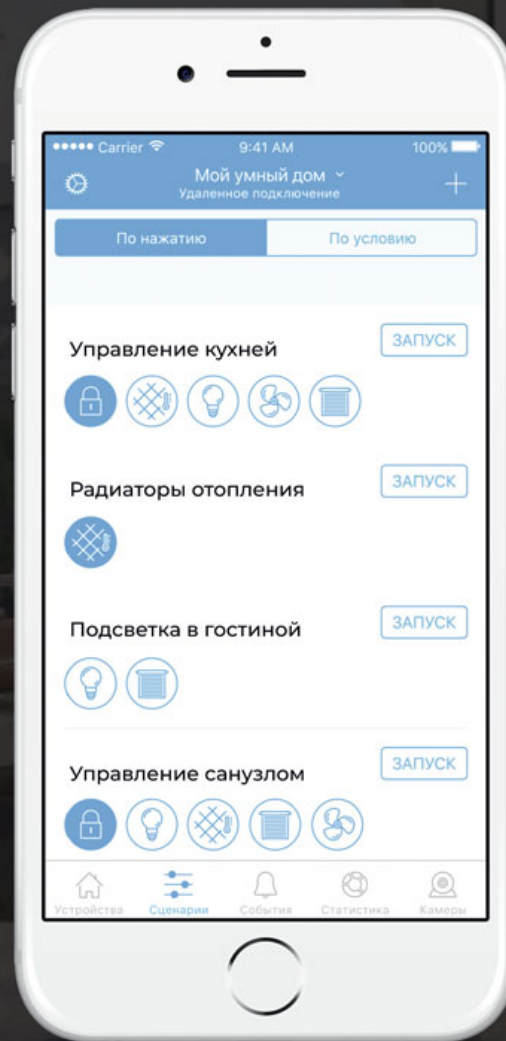 Carrier 9:41 AM 100%
Мой умный дом
Удаленное подключение
По нажатию По условию
Управление кухней ЗАПУСК
Радиаторы отопления ЗАПУСК
Подсветка в гостиной ЗАПУСК
Управление санузлом ЗАПУСК
Устройства Сценарии События Статистика Камеры